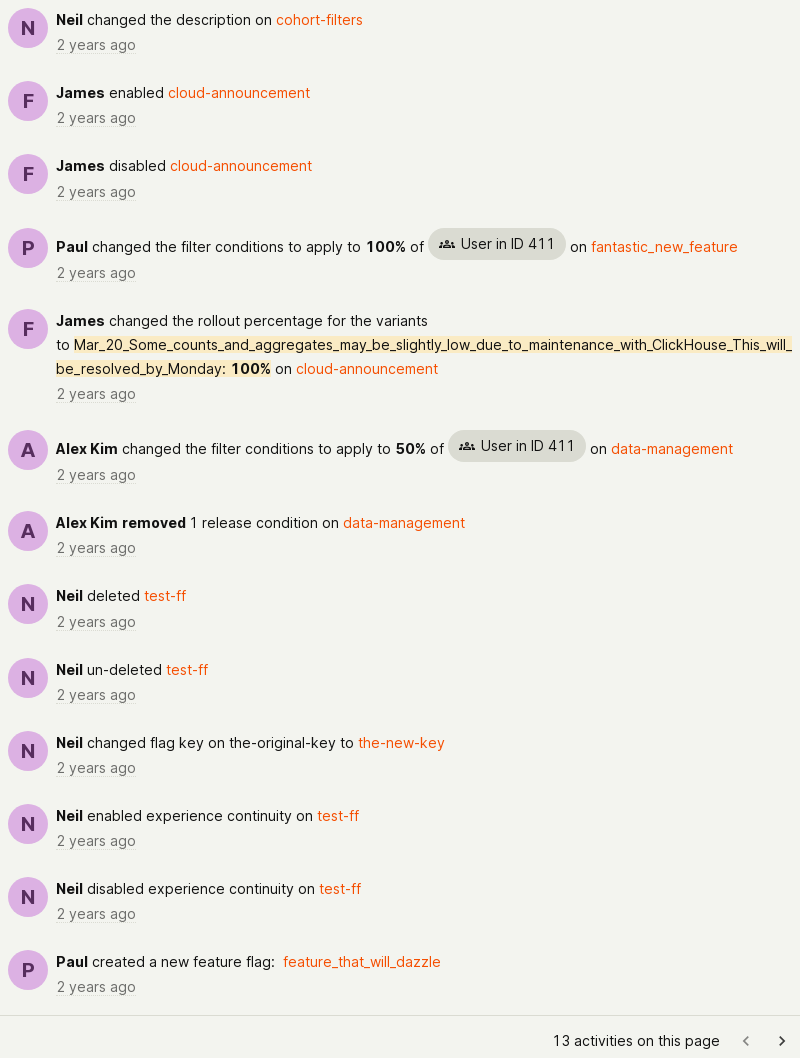 N
Neil changed the description on cohort-filters
2 years ago
F
James enabled cloud-announcement
2 years ago
F
James disabled cloud-announcement
2 years ago
P
Paul changed the filter conditions to apply to 100% of User in ID 411 on fantastic_new_feature
2 years ago
F
James changed the rollout percentage for the variants
to Mar_20_Some_counts_and_aggregates_may_be_slightly_low_due_to_maintenance_with_ClickHouse_This_will_
be_resolved_by_Monday: 100% on cloud-announcement
2 years ago
A
Alex Kim changed the filter conditions to apply to 50% of User in ID 411 on data-management
2 years ago
A
Alex Kim removed 1 release condition on data-management
2 years ago
N
Neil deleted test-ff
2 years ago
N
Neil un-deleted test-ff
2 years ago
N
Neil changed flag key on the-original-key to the-new-key
2 years ago
N
Neil enabled experience continuity on test-ff
2 years ago
N
Neil disabled experience continuity on test-ff
2 years ago
P
Paul created a new feature flag: feature_that_will_dazzle
2 years ago
13 activities on this page